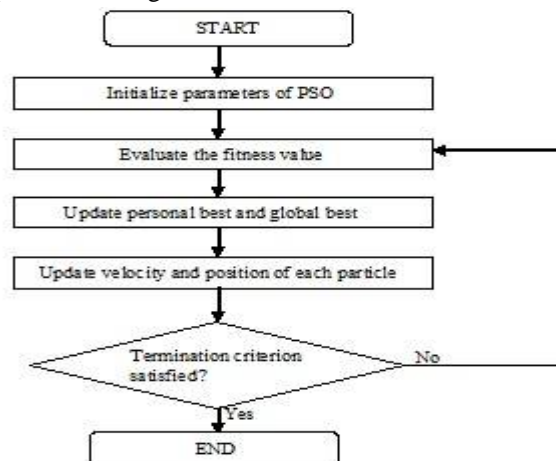 START
Initialize parameters of PSO
Evaluate the fitness value
Update personal best and global best
Update velocity and position of each particle
Termination criterion
satisfied?
No
Yes
END